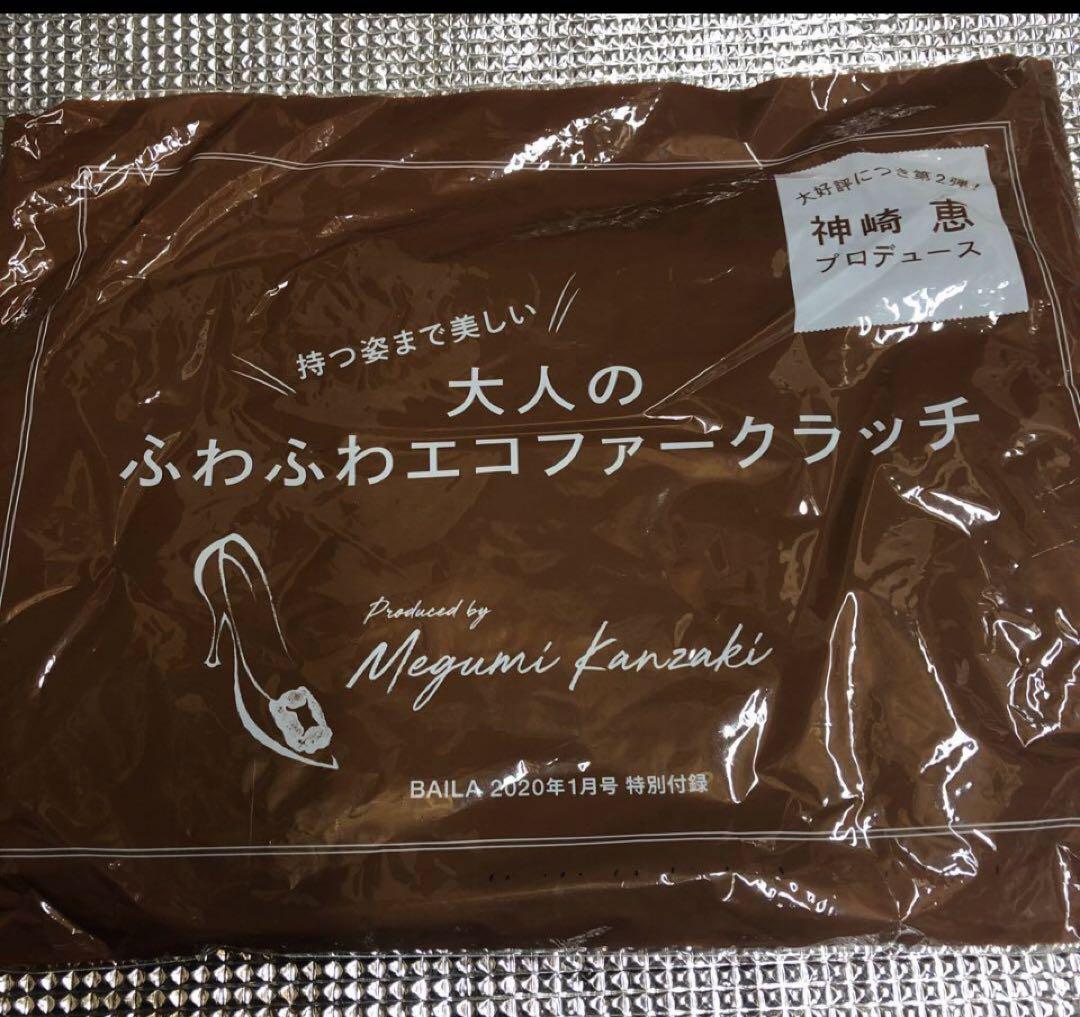 大好評につき第2弾!
神崎 恵
プロデュース
持つ姿まで美しい
大人の
ふわふわエコファークラッチ
Produced by
Megumi Kanzaki
BAILA 2020年1月号 特別付録